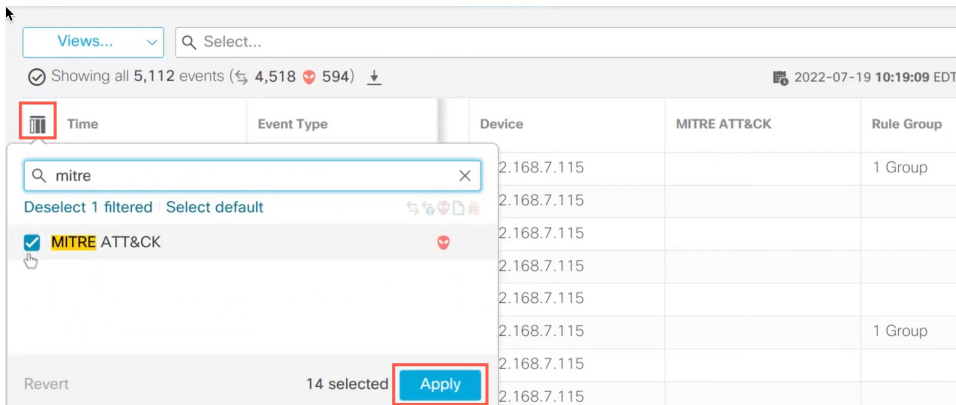 Views...
Select...
Showing all 5,112 events (4,518 594)
2022-07-19 10:19:09 EDT
Time Event Type Device MITRE ATT&CK Rule Group
mitre
2.168.7.115 1 Group
Deselect 1 filtered Select default
2.168.7.115
MITRE ATT&CK
2.168.7.115
2.168.7.115
2.168.7.115
2.168.7.115 1 Group
2.168.7.115
Revert 14 selected Apply
2.168.7.115